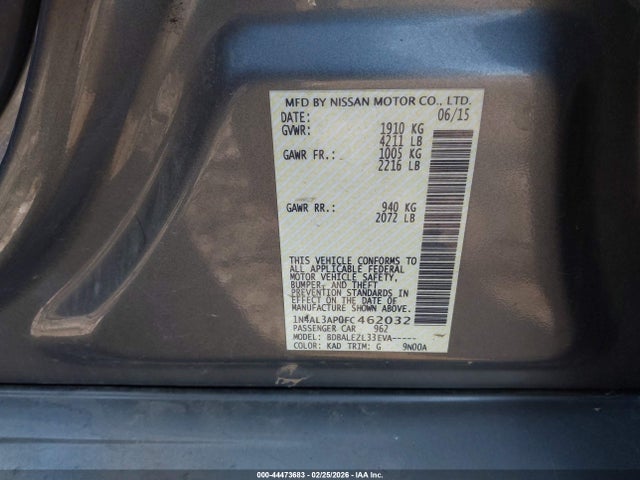 MFD BY NISSAN MOTOR CO., LTD.
DATE: 06/15
GVWR: 1910 KG
4211 LB
GAWR FR.: 1005 KG
2216 LB
GAWR RR.: 940 KG
2072 LB
THIS VEHICLE CONFORMS TO
ALL APPLICABLE FEDERAL
MOTOR VEHICLE SAFETY,
BUMPER, AND THEFT
PREVENTION STANDARDS IN
EFFECT ON THE DATE OF
MANUFACTURE SHOWN ABOVE.
1N4AL3AP0FC462032
PASSENGER CAR 962
MODEL: BDBALEZL33EVA-----
COLOR: KAD TRIM: G 9N00A
000-44473683 - 02/25/2026 - IAA Inc.